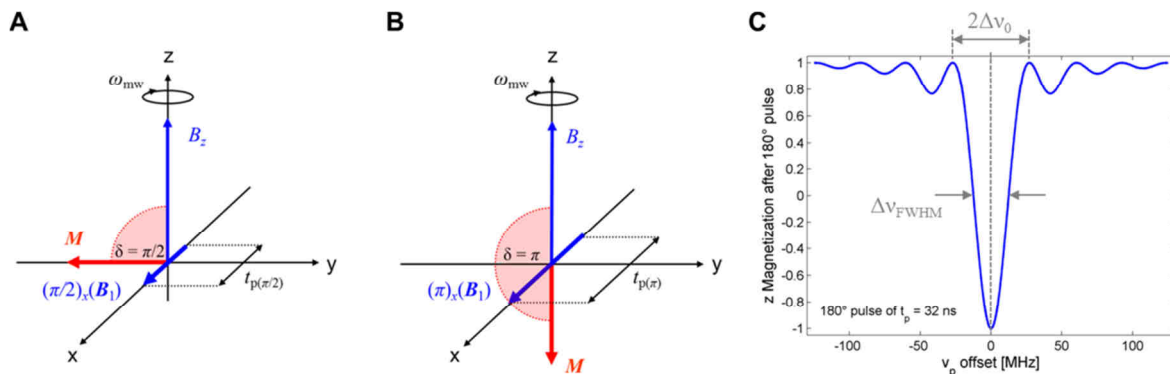 A
z
ω_mw
B_z
M
δ = π/2
y
(π/2)_x(B_1)
t_p(π/2)
x
B
z
ω_mw
B_z
δ = π
y
(π)_x(B_1)
t_p(π)
x
M
C
2Δν_0
z Magnetization after 180° pulse
1
0.8
0.6
0.4
0.2
0
-0.2
-0.4
-0.6
-0.8
-1
Δν_FWHM
180° pulse of t_p = 32 ns
-100
-50
0
50
100
ν_p offset [MHz]